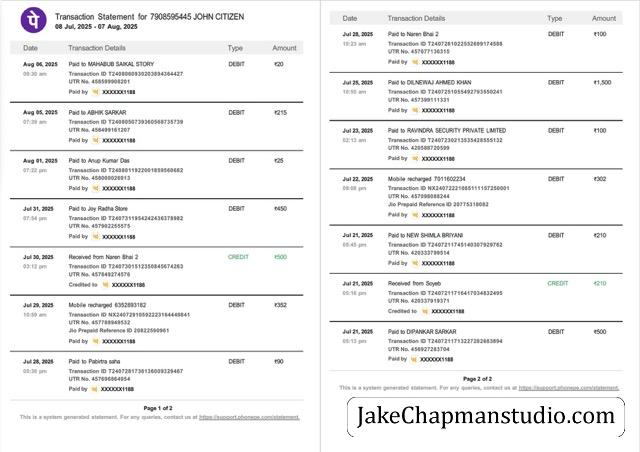 पे
Transaction Statement for 7908595445 JOHN CITIZEN
08 Jul, 2025 - 07 Aug, 2025
Date Transaction Details Type Amount
Aug 06, 2025 Paid to MAHABUB SAIKAL STORY DEBIT ₹20
09:30 am Transaction ID T2408060930203894364427
UTR No. 458599908201
Paid by XXXXXX1188
Aug 05, 2025 Paid to ABHIK SARKAR DEBIT ₹215
07:39 am Transaction ID T2408050739360568735739
UTR No. 458499161207
Paid by XXXXXX1188
Aug 01, 2025 Paid to Anup Kumar Das DEBIT ₹25
07:22 pm Transaction ID T2408011922001859560682
UTR No. 458008026013
Paid by XXXXXX1188
Jul 31, 2025 Paid to Joy Radha Store DEBIT ₹450
07:54 pm Transaction ID T2407311954242436378982
UTR No. 457902255575
Paid by XXXXXX1188
Jul 30, 2025 Received from Naren Bhai 2 CREDIT ₹500
03:12 pm Transaction ID T2407301512350845674263
UTR No. 457849274576
Credited to XXXXXX1188
Jul 29, 2025 Mobile recharged 6352893182 DEBIT ₹352
10:59 am Transaction ID NX24072910592223164448841
UTR No. 457788949532
Jio Prepaid Reference ID 20822590961
Paid by XXXXXX1188
Jul 28, 2025 Paid to Pabirtra saha DEBIT ₹90
05:38 pm Transaction ID T2407281738136009329467
UTR No. 457696864054
Paid by XXXXXX1188
Page 1 of 2
This is a system generated statement. For any queries, contact us at https://support.phonepe.com/statement.
Date Transaction Details Type Amount
Jul 28, 2025 Paid to Naren Bhai 2 DEBIT ₹100
10:23 am Transaction ID T2407281022552699174588
UTR No. 457677136315
Paid by XXXXXX1188
Jul 25, 2025 Paid to DILNEWAJ AHMED KHAN DEBIT ₹1,500
10:55 am Transaction ID T2407251055492793550241
UTR No. 457399111331
Paid by XXXXXX1188
Jul 23, 2025 Paid to RAVINDRA SECURITY PRIVATE LIMITED DEBIT ₹100
02:13 am Transaction ID T2407230213535428555132
UTR No. 420588720599
Paid by XXXXXX1188
Jul 22, 2025 Mobile recharged 7011602234 DEBIT ₹302
09:08 pm
UTR No. 457098088244
Jio Prepaid Reference ID 20775318082
Paid by XXXXXX1188
Jul 21, 2025 Paid to NEW SHIMLA BRIYANI DEBIT ₹210
05:45 pm Transaction ID T2407211745140307929762
UTR No. 420333799514
Paid by XXXXXX1188
Jul 21, 2025 Received from Soyeb CREDIT ₹210
05:16 pm Transaction ID T2407211716417034832495
UTR No. 420337919371
Credited to XXXXXX1188
Jul 21, 2025 Paid to DIPANKAR SARKAR DEBIT ₹500
05:13 pm Transaction ID T2407211713227282683894
UTR No. 456927283704
Paid by XXXXXX1188
Page 2 of 2
This is a system generated statement. For any queries, contact us at https://support.phonepe.com/statement.
JakeChapmanstudio.com